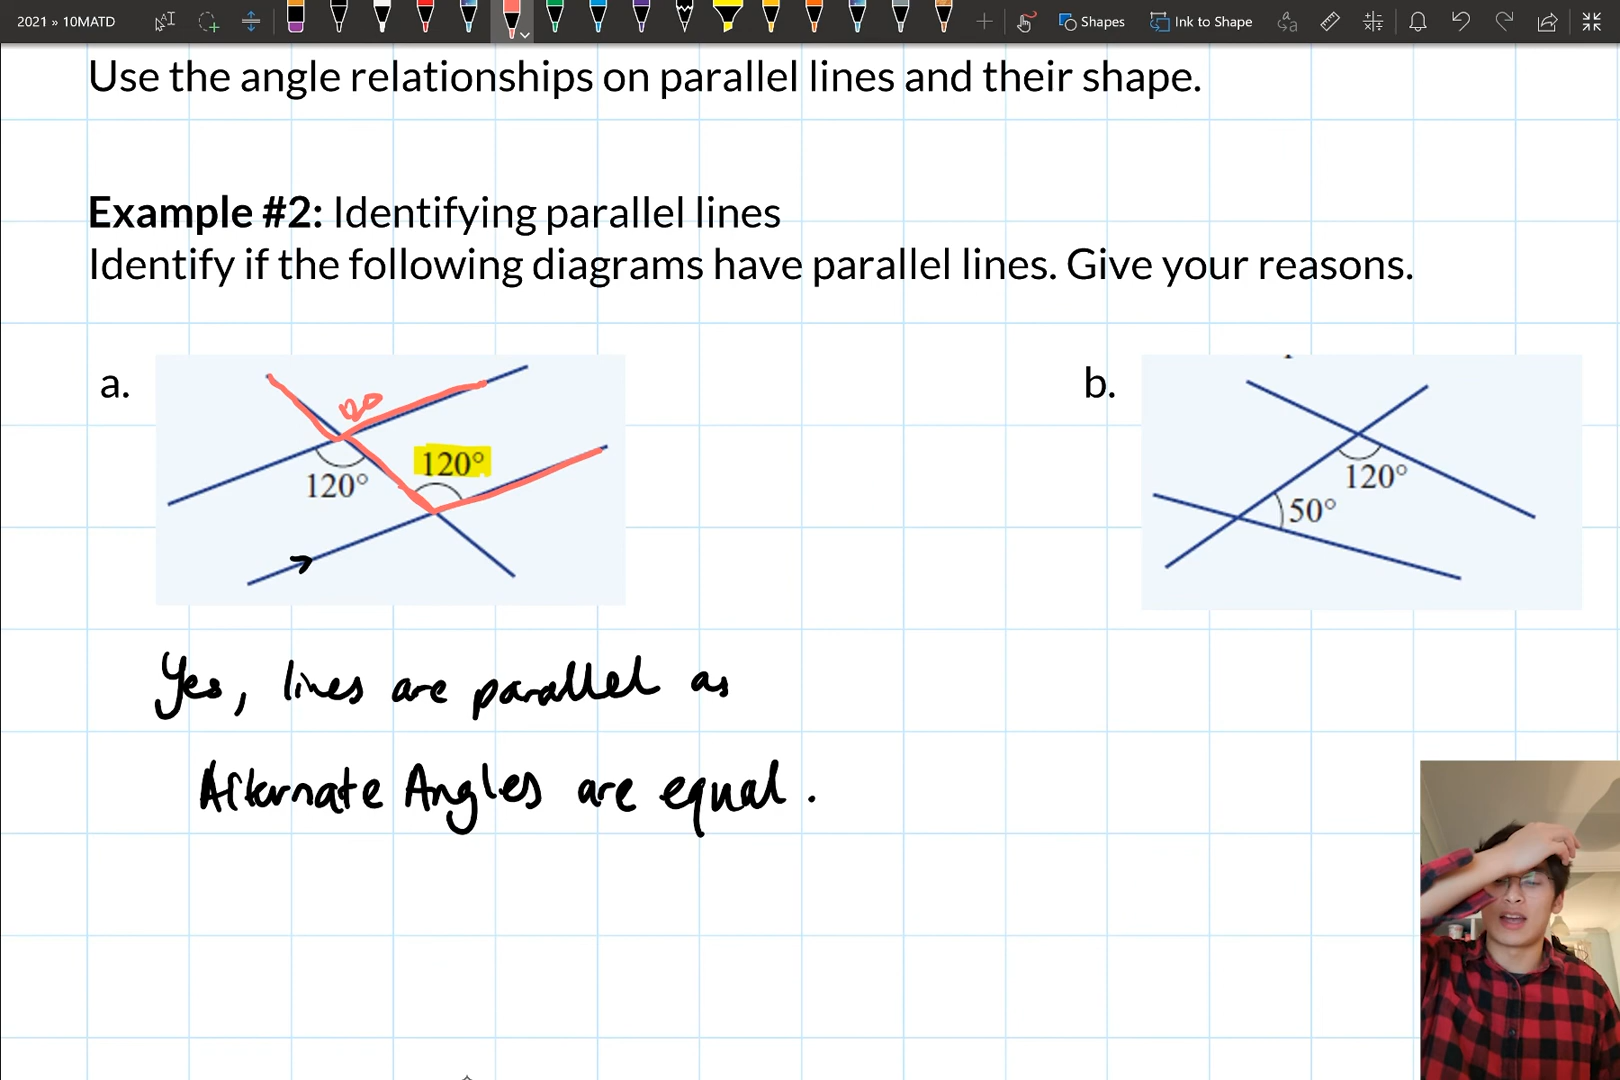 2021 » 10MATD
Shapes
Ink to Shape
Use the angle relationships on parallel lines and their shape.
Example #2: Identifying parallel lines
Identify if the following diagrams have parallel lines. Give your reasons.
a.
120°
120°
b.
120°
50°
Yes, lines are parallel as
Alternate Angles are equal.